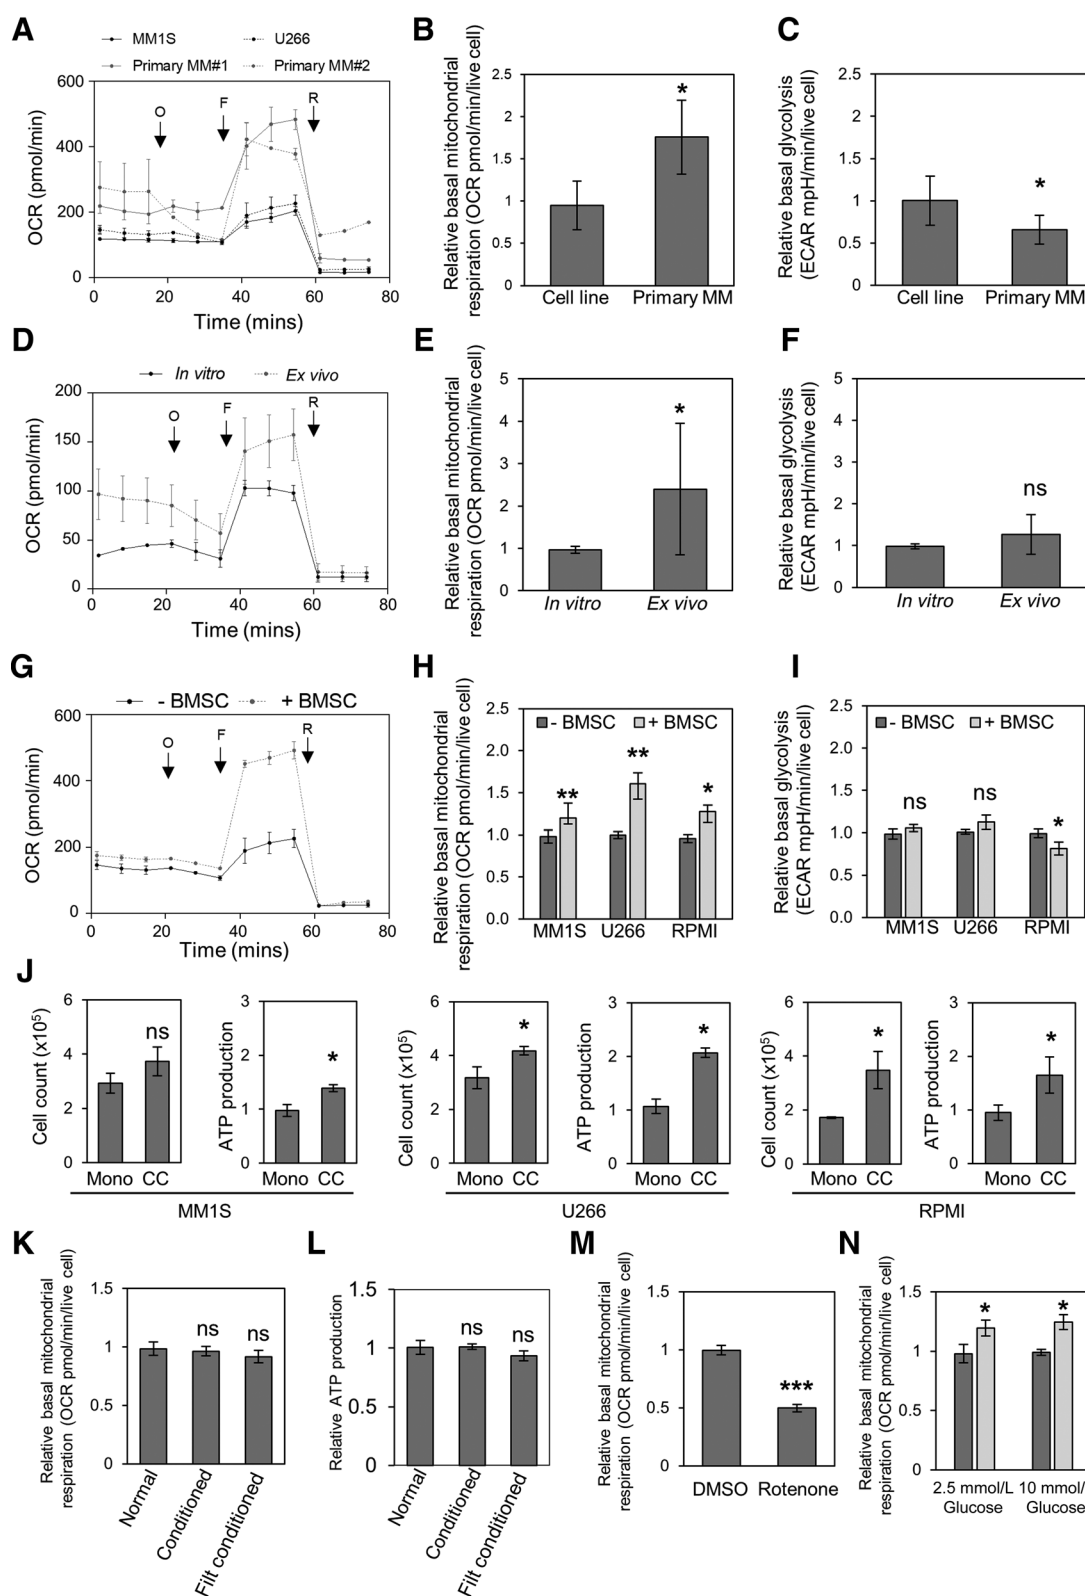 A
MM1S
U266
Primary MM#1
Primary MM#2
OCR (pmol/min)
600
400
200
0
O
F
R
0 20 40 60 80
Time (mins)
B
Relative basal mitochondrial
respiration (OCR pmol/min/live cell)
2.5
2
1.5
1
0.5
0
*
Cell line Primary MM
C
Relative basal glycolysis
(ECAR mpH/min/live cell)
2.5
2
1.5
1
0.5
0
*
Cell line Primary MM
D
In vitro
Ex vivo
OCR (pmol/min)
200
150
100
50
0
O
F
R
0 20 40 60 80
Time (mins)
E
Relative basal mitochondrial
respiration (OCR pmol/min/live cell)
5
4
3
2
1
0
*
In vitro Ex vivo
F
Relative basal glycolysis
(ECAR mpH/min/live cell)
5
4
3
2
1
0
ns
In vitro Ex vivo
G
- BMSC
+ BMSC
OCR (pmol/min)
600
400
200
0
O
F
R
0 20 40 60 80
Time (mins)
H
Relative basal mitochondrial
respiration (OCR pmol/min/live cell)
2.5
2.0
1.5
1.0
0.5
0.0
- BMSC + BMSC
** ** *
MM1S U266 RPMI
I
Relative basal glycolysis
(ECAR mpH/min/live cell)
2.5
2.0
1.5
1.0
0.5
0.0
- BMSC + BMSC
ns ns *
MM1S U266 RPMI
J
Cell count (x10⁵)
6
4
2
0
ns
Mono CC
ATP production
3
2
1
0
*
Mono CC
MM1S
Cell count (x10⁵)
6
4
2
0
*
Mono CC
ATP production
3
2
1
0
*
Mono CC
U266
Cell count (x10⁵)
6
4
2
0
*
Mono CC
ATP production
3
2
1
0
*
Mono CC
RPMI
K
Relative basal mitochondrial
respiration (OCR pmol/min/live cell)
1.5
1
0.5
0
ns ns
Normal
Conditioned
Filt conditioned
L
Relative ATP production
1.5
1
0.5
0
ns ns
Normal
Conditioned
Filt conditioned
M
Relative basal mitochondrial
respiration (OCR pmol/min/live cell)
1.5
1
0.5
0
***
DMSO Rotenone
N
Relative basal mitochondrial
respiration (OCR pmol/min/live cell)
1.5
1
0.5
0
* *
2.5 mmol/L 10 mmol/
Glucose Glucose